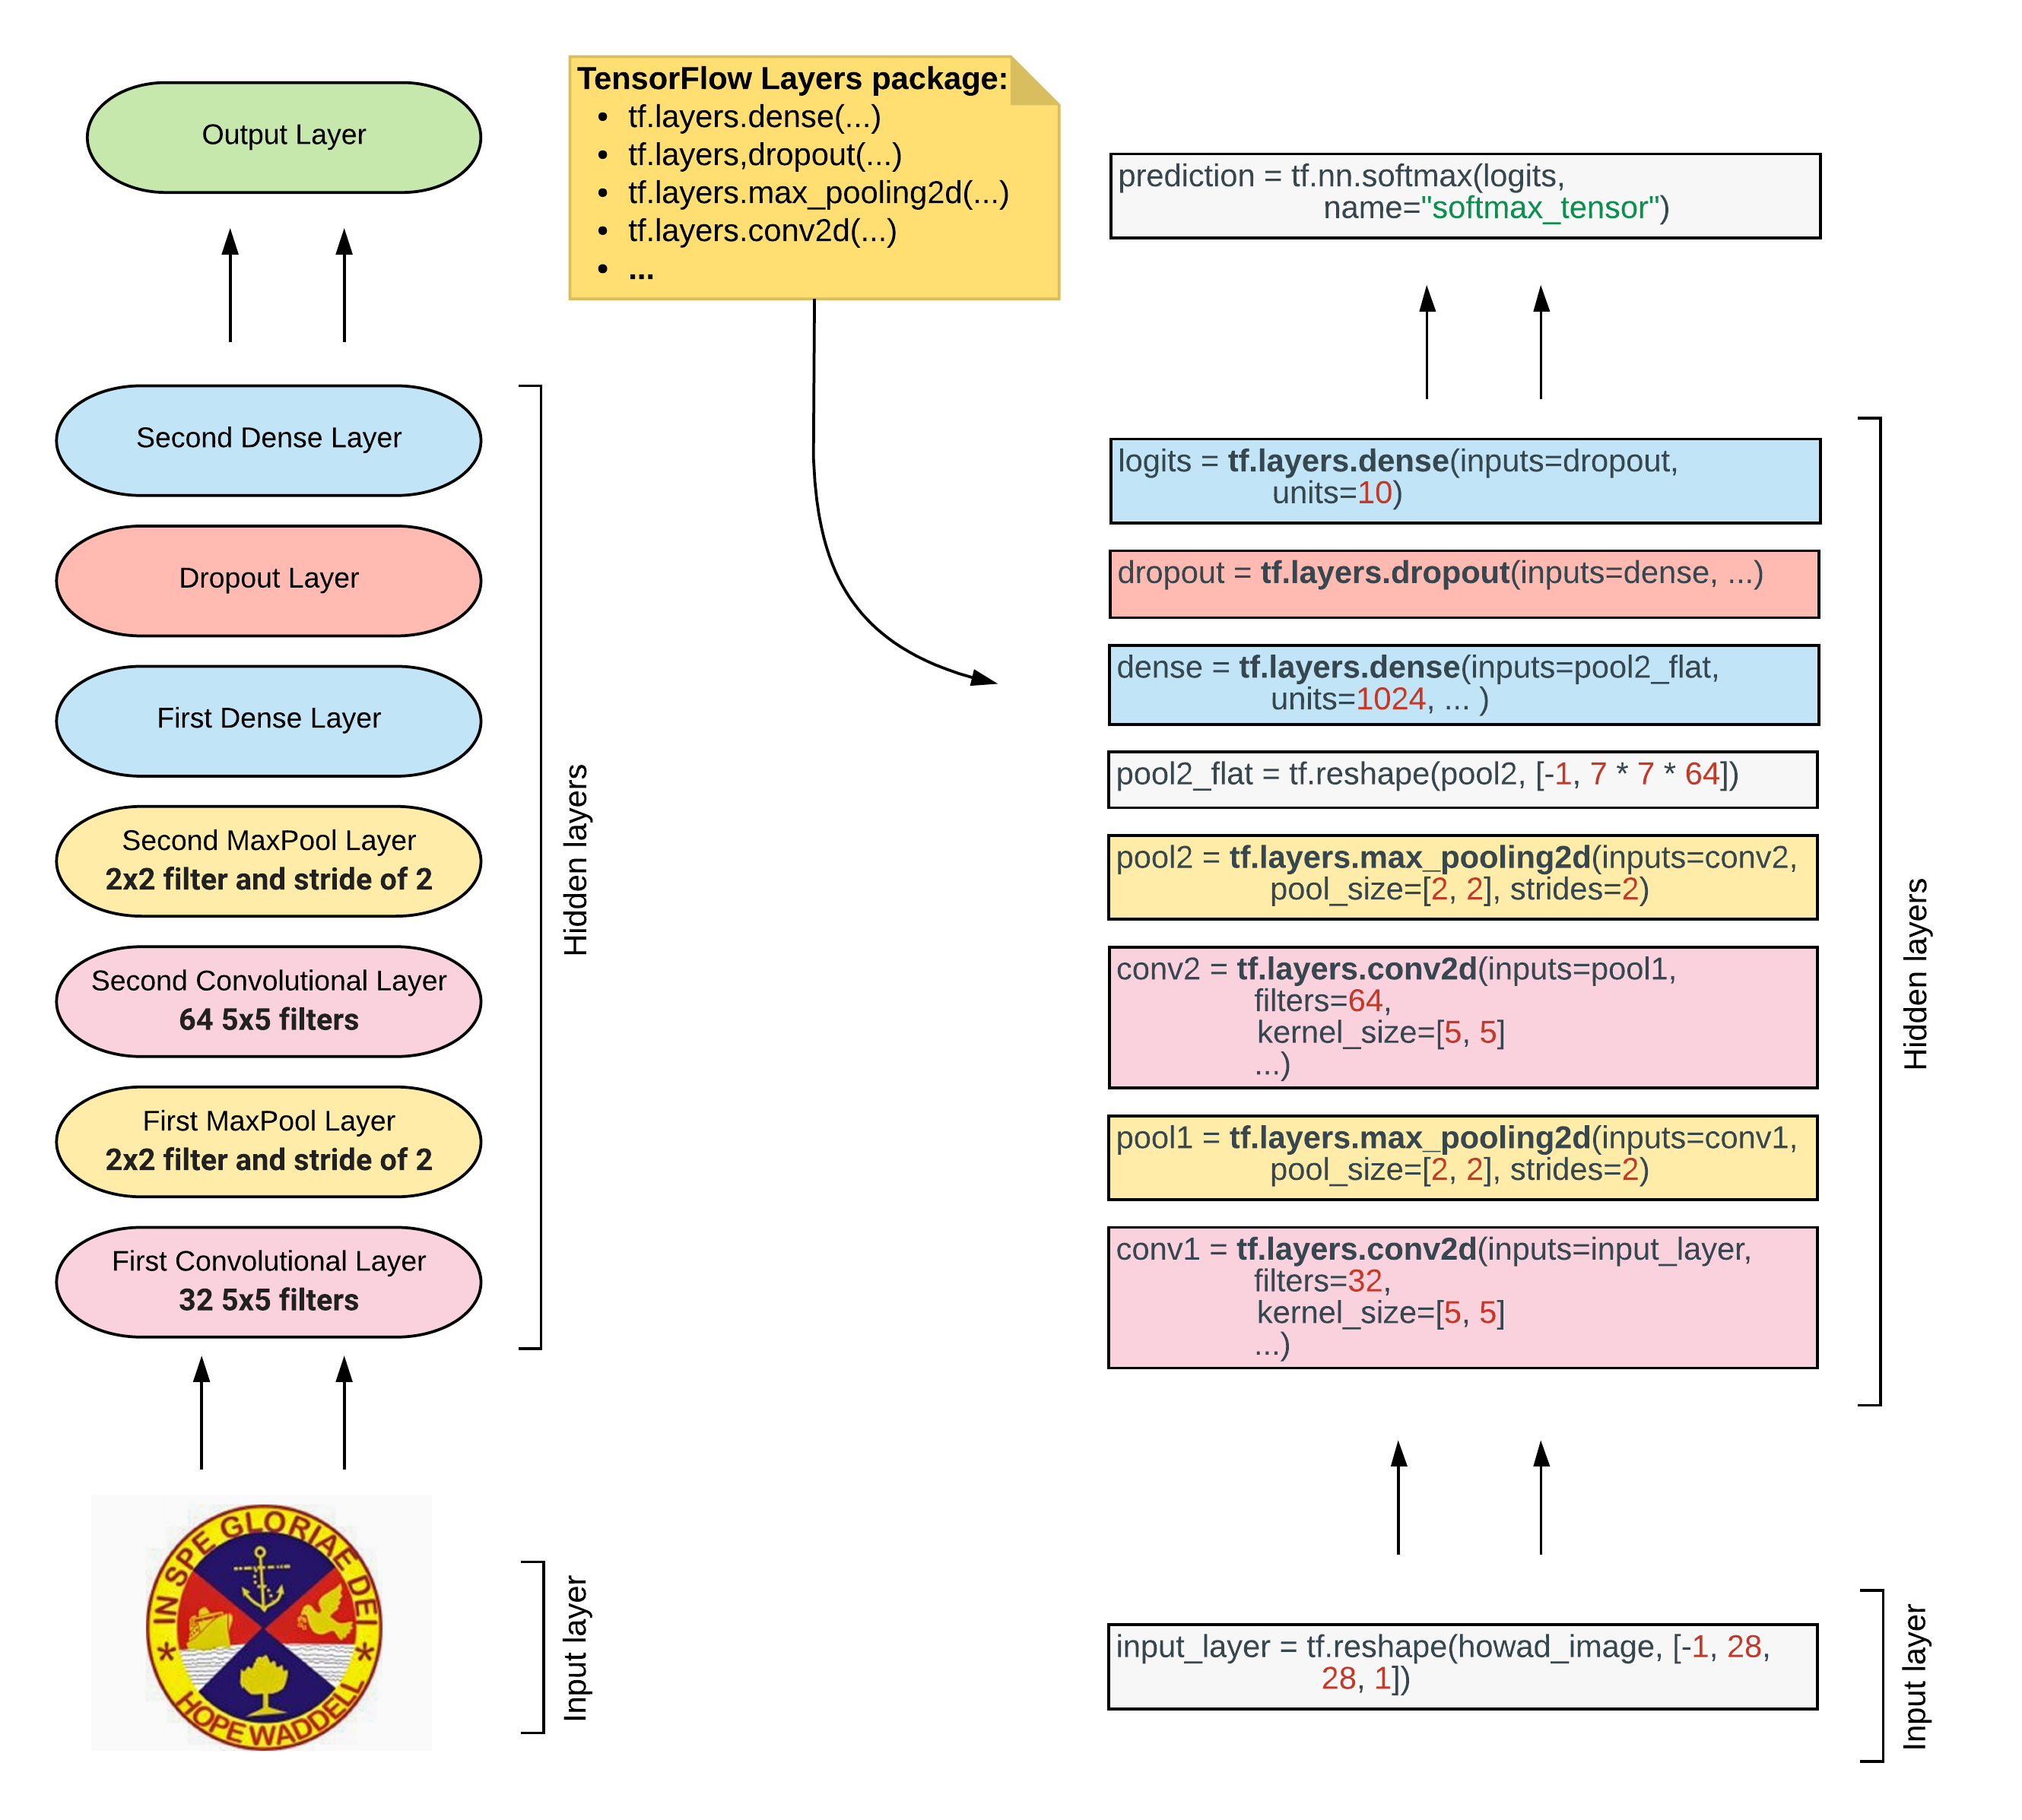 Output Layer
Second Dense Layer
Dropout Layer
First Dense Layer
Second MaxPool Layer
2x2 filter and stride of 2
Second Convolutional Layer
64 5x5 filters
First MaxPool Layer
2x2 filter and stride of 2
First Convolutional Layer
32 5x5 filters
Hidden layers
IN SPE GLORIAE DEI
* HOPE WADDELL *
Input layer
TensorFlow Layers package:
• tf.layers.dense(...)
• tf.layers,dropout(...)
• tf.layers.max_pooling2d(...)
• tf.layers.conv2d(...)
• ...
prediction = tf.nn.softmax(logits,
name="softmax_tensor")
logits = tf.layers.dense(inputs=dropout,
units=10)
dropout = tf.layers.dropout(inputs=dense, ...)
dense = tf.layers.dense(inputs=pool2_flat,
units=1024, ... )
pool2_flat = tf.reshape(pool2, [-1, 7 * 7 * 64])
pool2 = tf.layers.max_pooling2d(inputs=conv2,
pool_size=[2, 2], strides=2)
conv2 = tf.layers.conv2d(inputs=pool1,
filters=64,
kernel_size=[5, 5]
...)
pool1 = tf.layers.max_pooling2d(inputs=conv1,
pool_size=[2, 2], strides=2)
conv1 = tf.layers.conv2d(inputs=input_layer,
filters=32,
kernel_size=[5, 5]
...)
Hidden layers
input_layer = tf.reshape(howad_image, [-1, 28,
28, 1])
Input layer